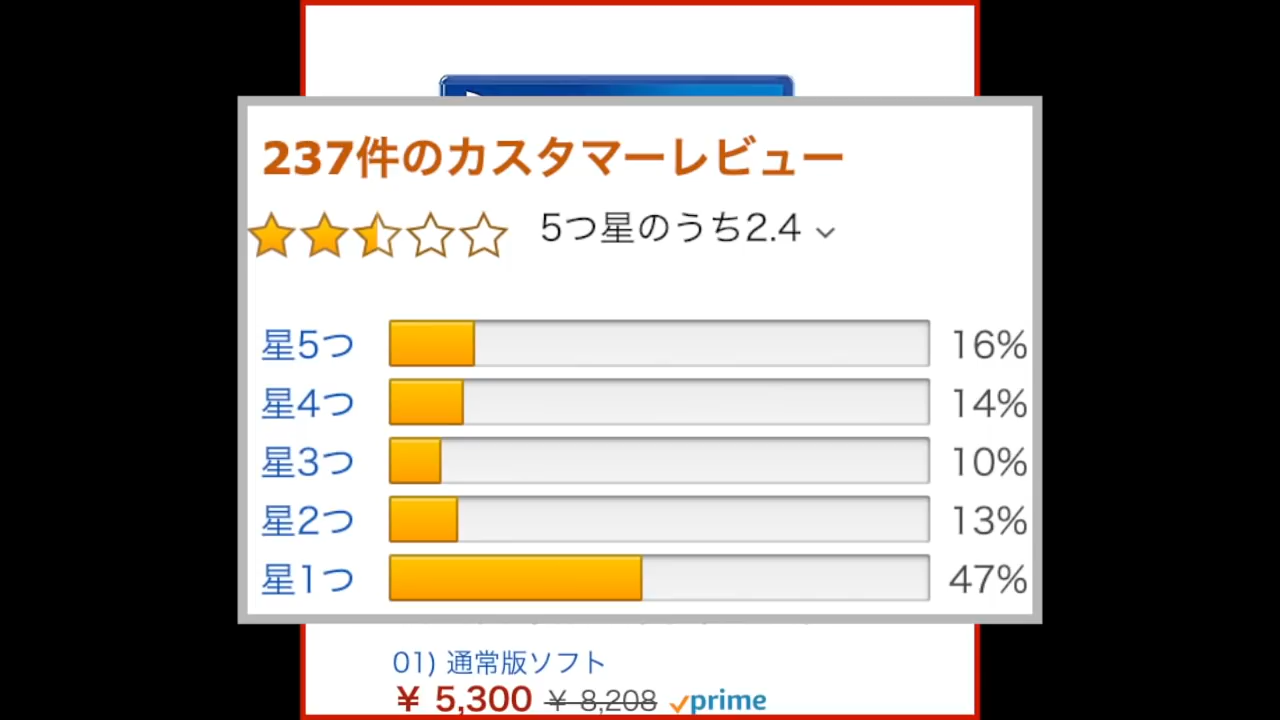 237件のカスタマーレビュー
5つ星のうち2.4
星5つ 16%
星4つ 14%
星3つ 10%
星2つ 13%
星1つ 47%
01) 通常版ソフト
¥ 5,300 ¥ 8,208 prime